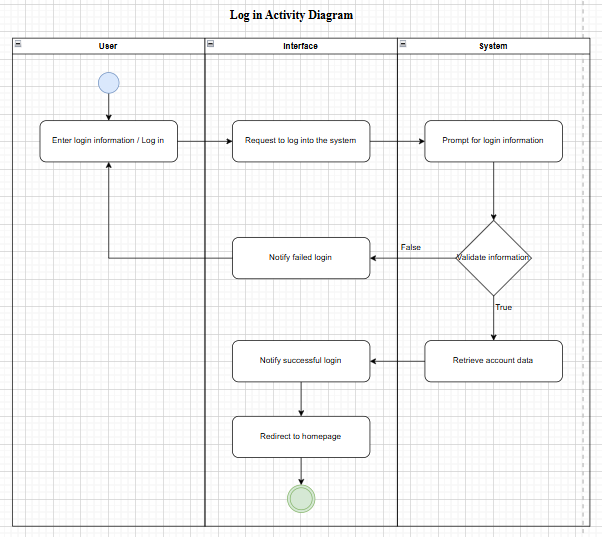 Log in Activity Diagram
User
Interface
System
Enter login information / Log in
Request to log into the system
Prompt for login information
False
Notify failed login
Validate information
True
Notify successful login
Retrieve account data
Redirect to homepage